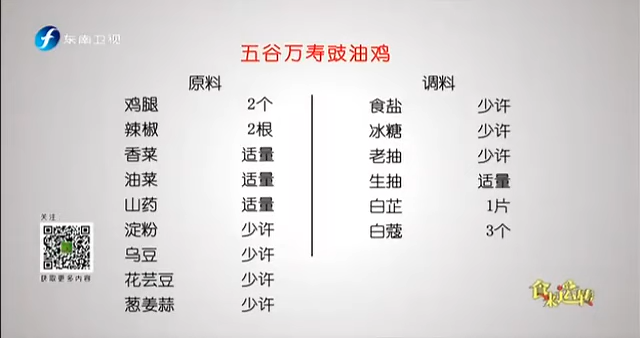 东南卫视
五谷万寿豉油鸡
原料
鸡腿 2个
辣椒 2根
香菜 适量
油菜 适量
山药 适量
淀粉 少许
乌豆 少许
花芸豆 少许
葱姜蒜 少许
调料
食盐 少许
冰糖 少许
老抽 少许
生抽 适量
白芷 1片
白蔻 3个
关注
获取更多内容